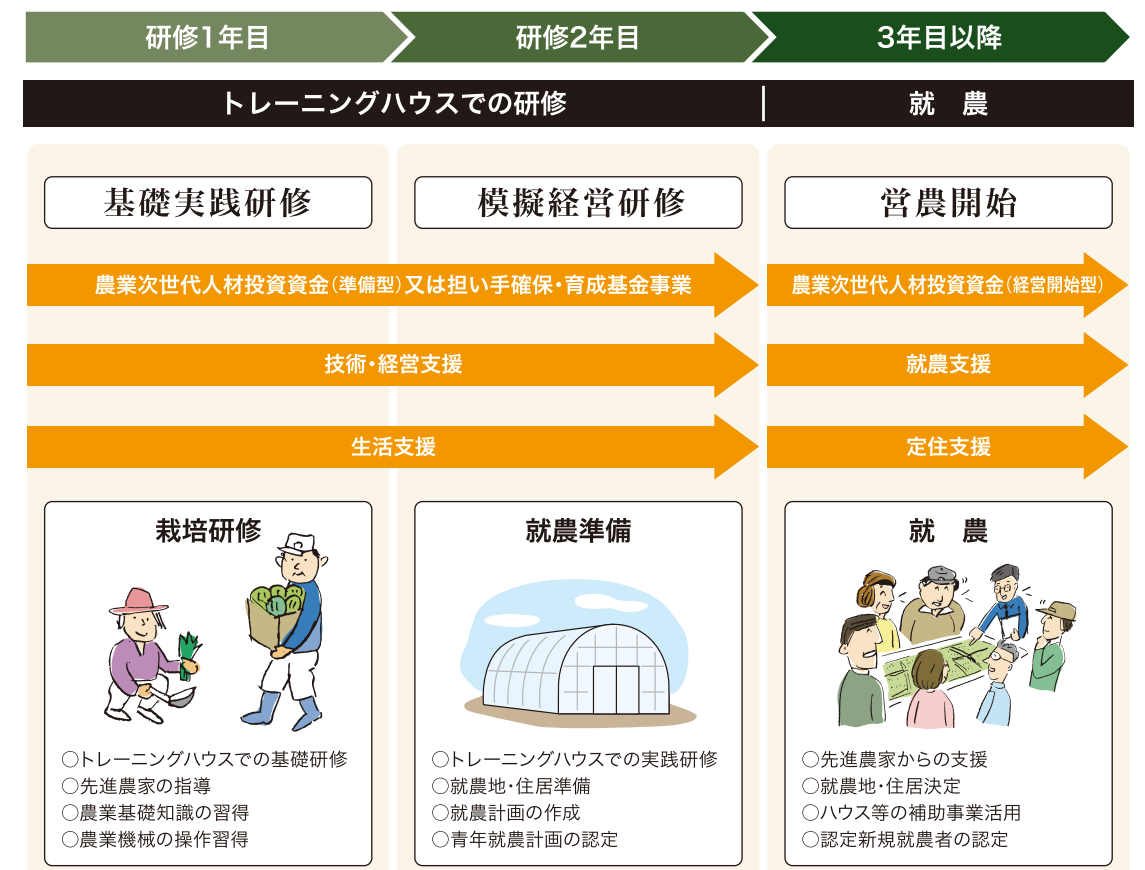 研修1年目
研修2年目
3年目以降
トレーニングハウスでの研修
就　農
基礎実践研修
模擬経営研修
営農開始
農業次世代人材投資資金（準備型）又は担い手確保・育成基金事業
農業次世代人材投資資金（経営開始型）
技術・経営支援
就農支援
生活支援
定住支援
栽培研修
○トレーニングハウスでの基礎研修
○先進農家の指導
○農業基礎知識の習得
○農業機械の操作習得
就農準備
○トレーニングハウスでの実践研修
○就農地・住居準備
○就農計画の作成
○青年就農計画の認定
就　農
○先進農家からの支援
○就農地・住居決定
○ハウス等の補助事業活用
○認定新規就農者の認定